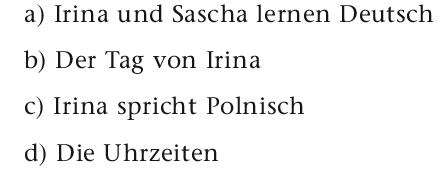 a) Irina und Sascha lernen Deutsch
b) Der Tag von Irina
c) Irina spricht Polnisch
d) Die Uhrzeiten